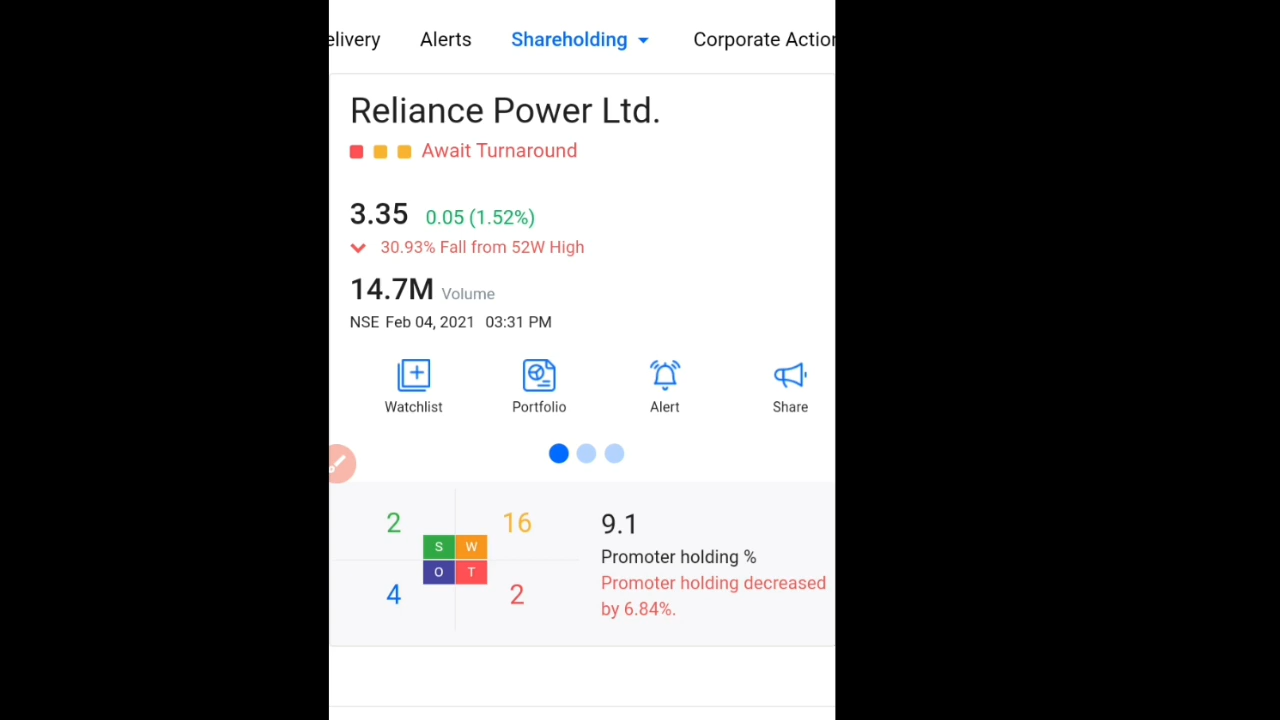 elivery Alerts Shareholding Corporate Action
Reliance Power Ltd.
Await Turnaround
3.35 0.05 (1.52%)
30.93% Fall from 52W High
14.7M Volume
NSE Feb 04, 2021 03:31 PM
Watchlist Portfolio Alert Share
2 16
S W
O T
4 2
9.1
Promoter holding %
Promoter holding decreased
by 6.84%.